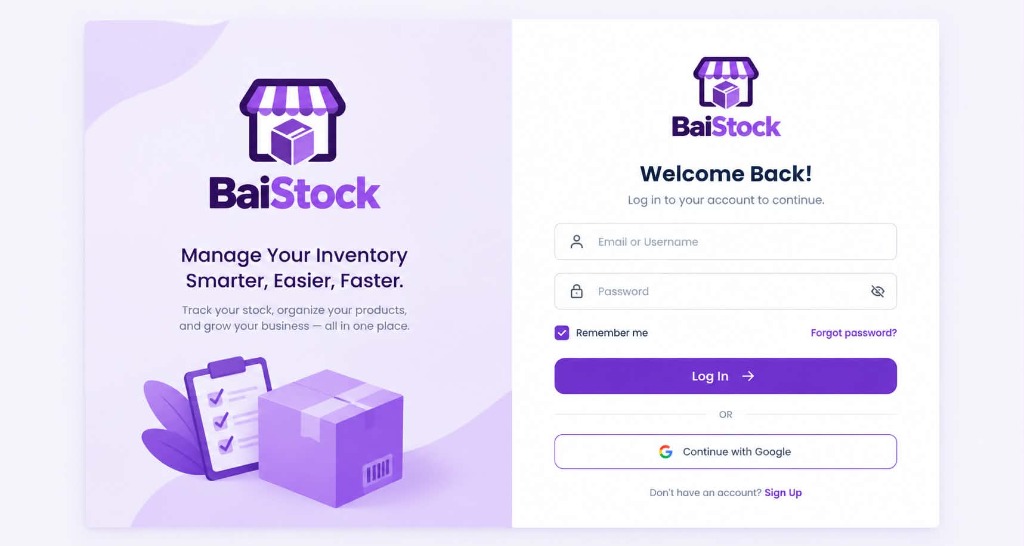 BaiStock
Manage Your Inventory
Smarter, Easier, Faster.
Track your stock, organize your products,
and grow your business — all in one place.
BaiStock
Welcome Back!
Log in to your account to continue.
Email or Username
Password
Remember me
Forgot password?
Log In
OR
Continue with Google
Don't have an account? Sign Up